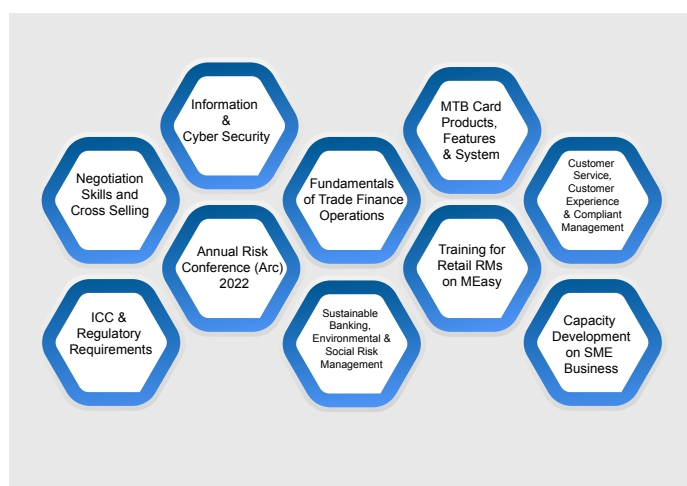 Information
&
Cyber Security
MTB Card
Products,
Features
& System
Negotiation
Skills and
Cross Selling
Fundamentals
of Trade Finance
Operations
Customer
Service,
Customer
Experience
& Compliant
Management
Annual Risk
Conference (Arc)
2022
Training for
Retail RMs
on MEasy
ICC &
Regulatory
Requirements
Sustainable
Banking,
Environmental &
Social Risk
Management
Capacity
Development
on SME
Business